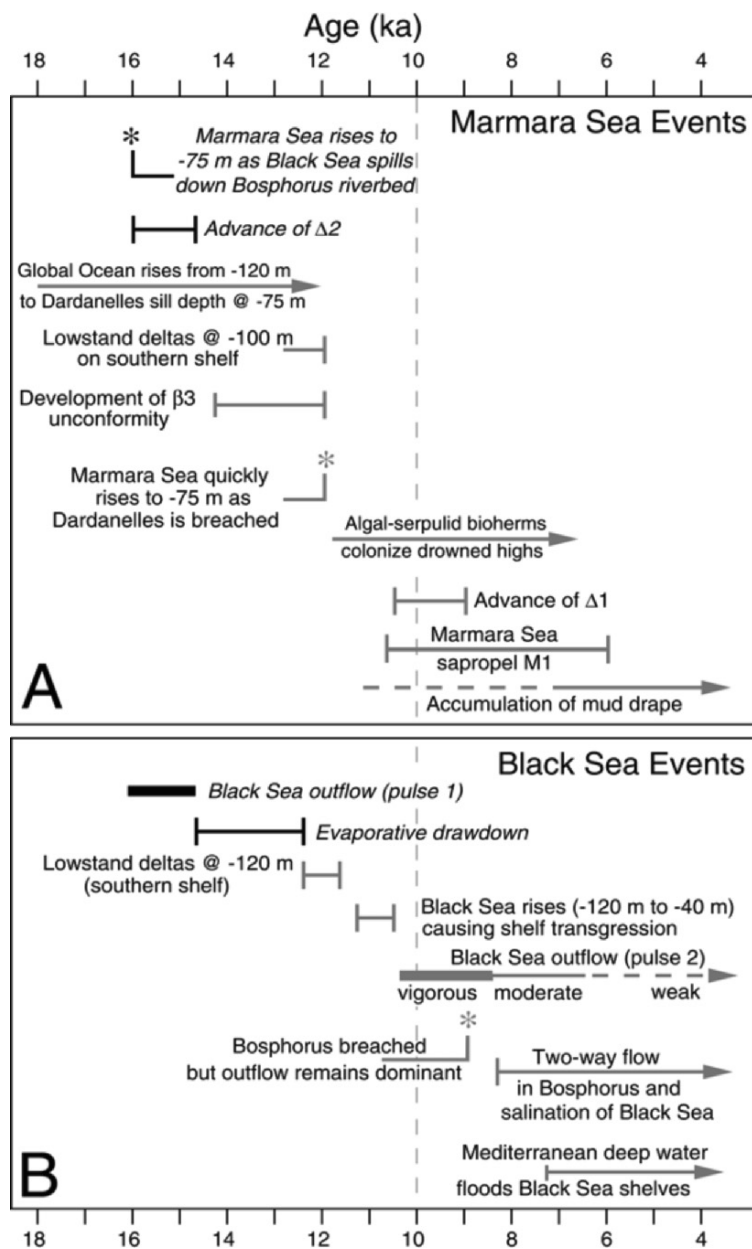 Age (ka)
18 16 14 12 10 8 6 4
Marmara Sea Events
*
Marmara Sea rises to
-75 m as Black Sea spills
down Bosphorus riverbed
Advance of Δ2
Global Ocean rises from -120 m
to Dardanelles sill depth @ -75 m
Lowstand deltas @ -100 m
on southern shelf
Development of β3
unconformity
*
Marmara Sea quickly
rises to -75 m as
Dardanelles is breached
Algal-serpulid bioherms
colonize drowned highs
Advance of Δ1
Marmara Sea
sapropel M1
Accumulation of mud drape
A
Black Sea Events
Black Sea outflow (pulse 1)
Evaporative drawdown
Lowstand deltas @ -120 m
(southern shelf)
Black Sea rises (-120 m to -40 m)
causing shelf transgression
Black Sea outflow (pulse 2)
vigorous moderate weak
*
Bosphorus breached
but outflow remains dominant
Two-way flow
in Bosphorus and
salination of Black Sea
Mediterranean deep water
floods Black Sea shelves
B
18 16 14 12 10 8 6 4